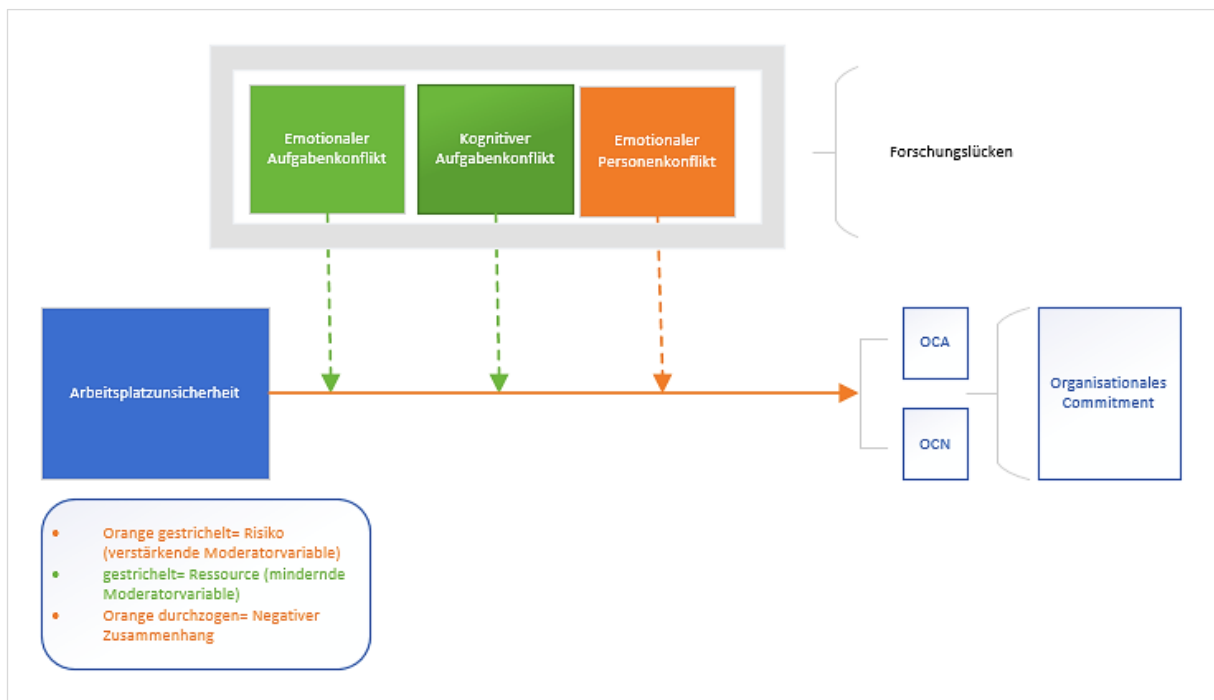 Emotionaler
Aufgabenkonflikt
Kognitiver
Aufgabenkonflikt
Emotionaler
Personenkonflikt
Forschungslücken
Arbeitsplatzunsicherheit
OCA
OCN
Organisationales
Commitment
• Orange gestrichelt= Risiko
(verstärkende Moderatorvariable)
• gestrichelt= Ressource (mindernde
Moderatorvariable)
• Orange durchzogen= Negativer
Zusammenhang